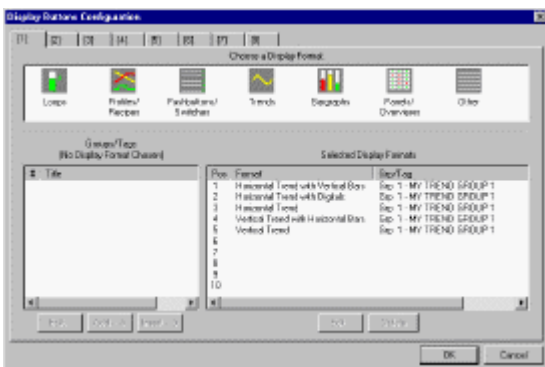 Display Buttons Configuration
[1] [2] [3] [4] [5] [6] [7] [8]
Choose a Display Format
Loops Profiles/ Pushbuttons/ Trends Bargraphs Panels/ Other
Recipes Switches Overviews
Groups/Tags
(No Display Format Chosen) Selected Display Formats
# Title Pos Format Grp/Tag
1 Horizontal Trend with Vertical Bars Grp 1 - MY TREND GROUP 1
2 Horizontal Trend with Digitals Grp 1 - MY TREND GROUP 1
3 Horizontal Trend Grp 1 - MY TREND GROUP 1
4 Vertical Trend with Horizontal Bars Grp 1 - MY TREND GROUP 1
5 Vertical Trend Grp 1 - MY TREND GROUP 1
6
7
8
9
10
OK Cancel